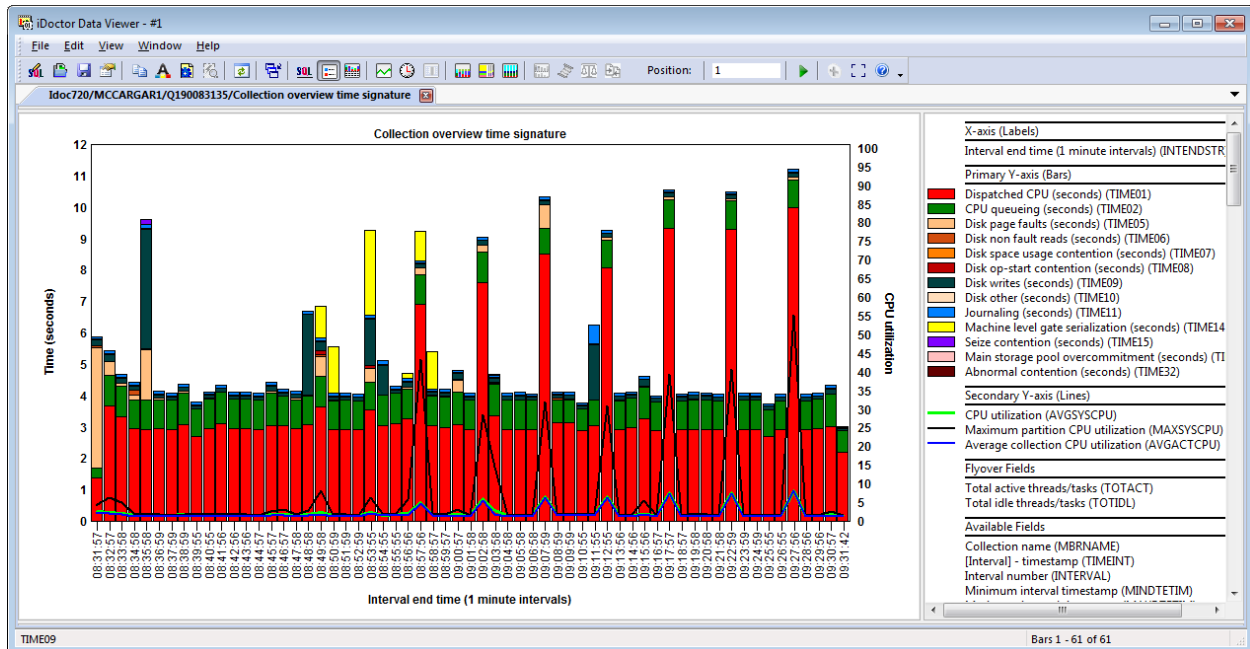 iDoctor Data Viewer - #1
File Edit View Window Help
SQL SQL Position: 1
Idoc720/MCCARGAR1/Q190083135/Collection overview time signature
Collection overview time signature
12
11
10
9
8
7
6
5
4
3
2
1
0
Time (seconds)
100
95
90
85
80
75
70
65
60
55
50
45
40
35
30
25
20
15
10
5
0
CPU utilization
08:31:57
08:32:57
08:33:58
08:34:58
08:35:58
08:36:59
08:37:59
08:38:59
08:39:55
08:40:55
08:41:56
08:42:56
08:43:56
08:44:57
08:45:57
08:46:57
08:47:58
08:48:58
08:49:58
08:50:59
08:51:59
08:52:59
08:53:55
08:54:55
08:55:56
08:56:56
08:57:56
08:58:57
08:59:57
09:00:57
09:01:58
09:02:58
09:03:58
09:04:58
09:05:58
09:06:58
09:07:59
09:08:59
09:09:59
09:10:55
09:11:55
09:12:55
09:13:56
09:14:56
09:15:56
09:16:57
09:17:57
09:18:57
09:19:58
09:20:58
09:21:58
09:22:59
09:23:59
09:24:59
09:25:55
09:26:55
09:27:56
09:28:56
09:29:56
09:30:57
09:31:42
Interval end time (1 minute intervals)
X-axis (Labels)
Interval end time (1 minute intervals) (INTENDSTR
Primary Y-axis (Bars)
Dispatched CPU (seconds) (TIME01)
CPU queueing (seconds) (TIME02)
Disk page faults (seconds) (TIME05)
Disk non fault reads (seconds) (TIME06)
Disk space usage contention (seconds) (TIME07)
Disk op-start contention (seconds) (TIME08)
Disk writes (seconds) (TIME09)
Disk other (seconds) (TIME10)
Journaling (seconds) (TIME11)
Machine level gate serialization (seconds) (TIME14
Seize contention (seconds) (TIME15)
Main storage pool overcommitment (seconds) (TI
Abnormal contention (seconds) (TIME32)
Secondary Y-axis (Lines)
CPU utilization (AVGSYSCPU)
Maximum partition CPU utilization (MAXSYSCPU)
Average collection CPU utilization (AVGACTCPU)
Flyover Fields
Total active threads/tasks (TOTACT)
Total idle threads/tasks (TOTIDL)
Available Fields
Collection name (MBRNAME)
[Interval] - timestamp (TIMEINT)
Interval number (INTERVAL)
Minimum interval timestamp (MINDTETIM)
TIME09
Bars 1 - 61 of 61